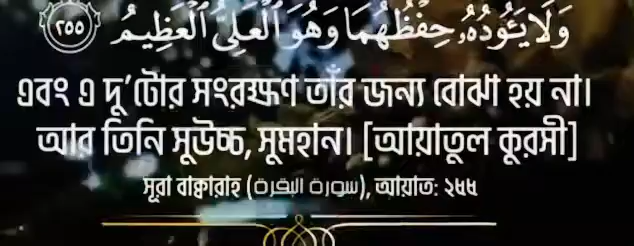 وَلَا يَـُٔودُهُۥ حِفْظُهُمَا وَهُوَ ٱلْعَلِىُّ ٱلْعَظِيمُ ٢٥٥
এবং এ দু’টোর সংরক্ষণ তাঁর জন্য বোঝা হয় না।
আর তিনি সুউচ্চ, সুমহান। [আয়াতুল কুরসী]
সূরা বাক্বারাহ (سورة البقرة), আয়াত: ২৫৫